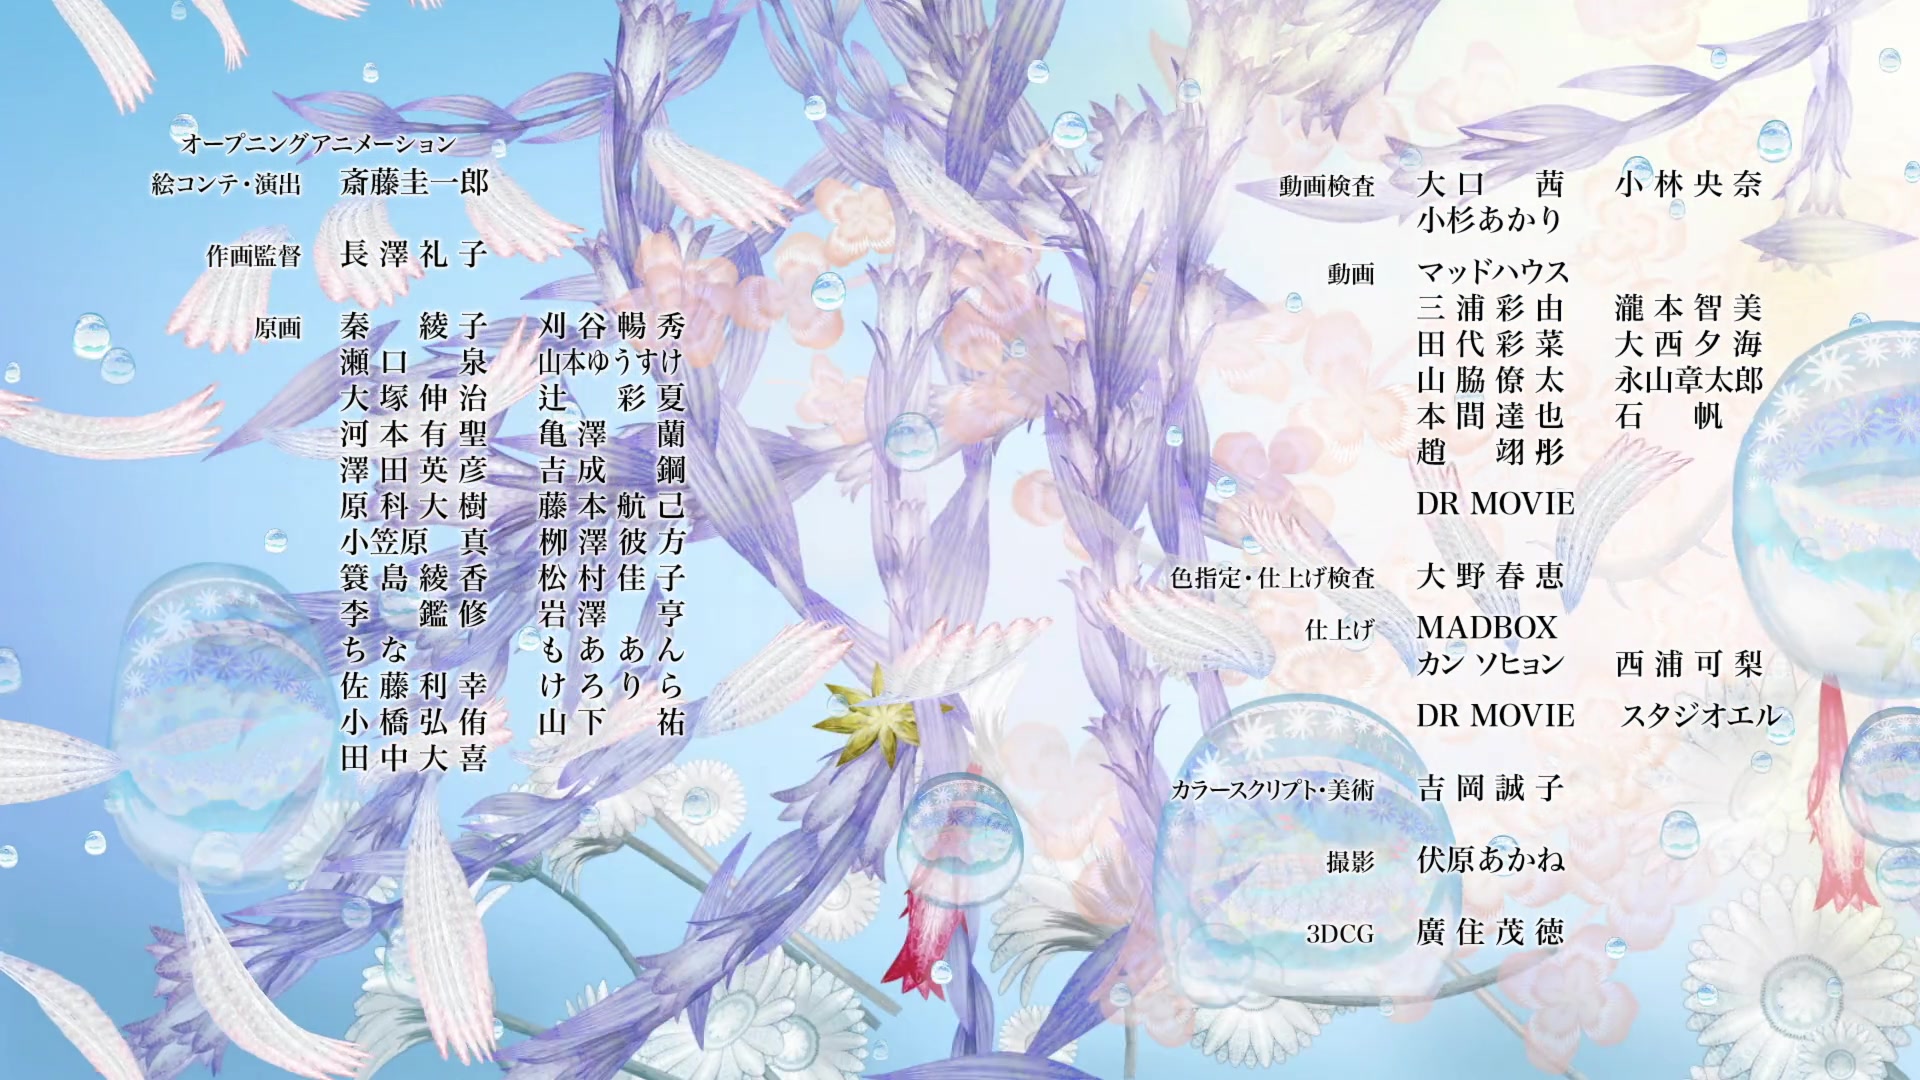 オープニングアニメーション
絵コンテ・演出 斎藤圭一郎
作画監督 長澤礼子
原画 秦 綾子 刈谷暢秀
瀬口 泉 山本ゆうすけ
大塚伸治 辻 彩夏
河本有聖 亀澤 蘭
澤田英彦 吉成 鋼
原科大樹 藤本航己
小笠原 真 栁澤彼方
簑島綾香 松村佳子
李 鑑修 岩澤 亨
ちな もああん
佐藤利幸 けろりら
小橋弘侑 山下 祐
田中大喜
動画検査 大口 茜 小林央奈
小杉あかり
動画 マッドハウス
三浦彩由 瀧本智美
田代彩菜 大西夕海
山脇僚太 永山章太郎
本間達也 石 帆
趙 翊彤
DR MOVIE
色指定・仕上げ検査 大野春恵
仕上げ MADBOX
カン ソヒョン 西浦可梨
DR MOVIE スタジオエル
カラースクリプト・美術 吉岡誠子
撮影 伏原あかね
3DCG 廣住茂徳